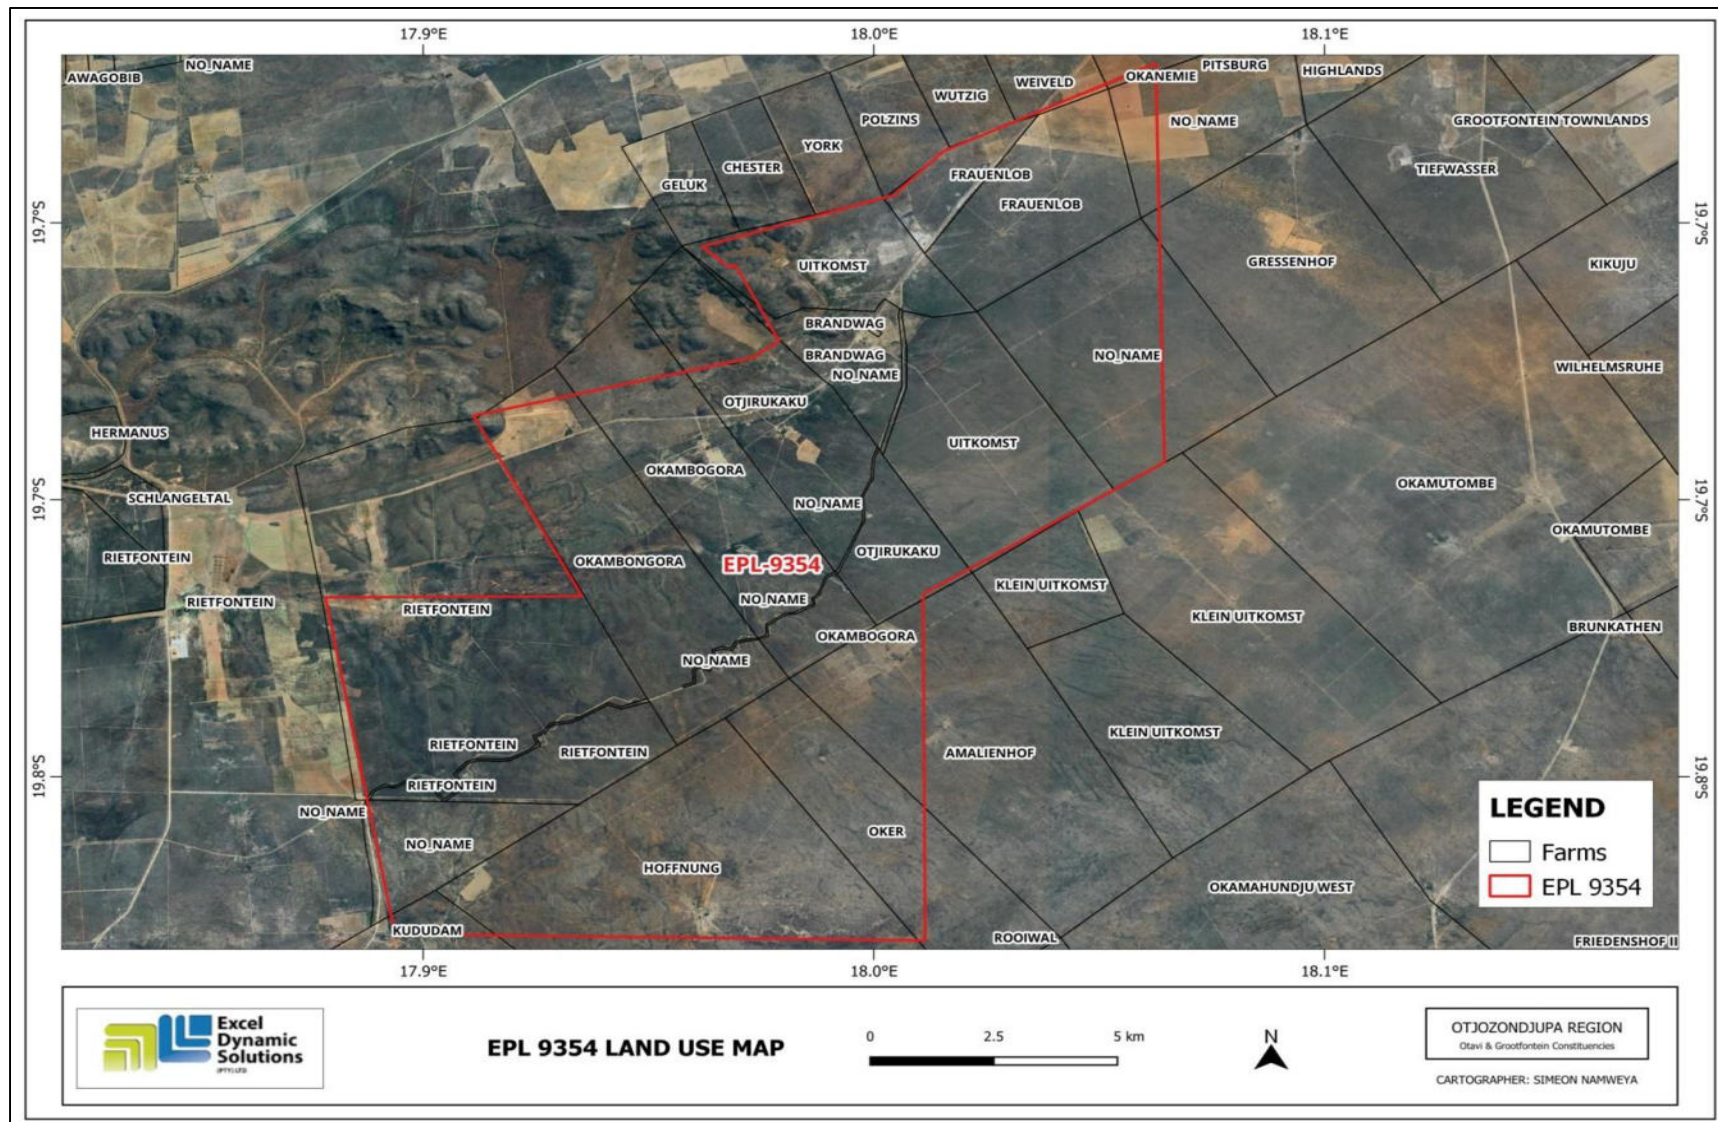 17.9°E
18.0°E
18.1°E
AWAGOBIB
NO_NAME
WEIVELD
OKANEMIE
PITSBURG
HIGHLANDS
WUTZIG
POLZINS
NO_NAME
GROOTFONTEIN TOWNLANDS
YORK
CHESTER
GELUK
FRAUENLOB
TIEFWASSER
FRAUENLOB
19.7°S
19.7°S
UITKOMST
GRESSENHOF
KIKUJU
BRANDWAG
BRANDWAG
NO_NAME
NO_NAME
WILHELMSRUHE
OTJIRUKAKU
HERMANUS
UITKOMST
OKAMBOGORA
OKAMUTOMBE
19.7°S
SCHLANGELTAL
NO_NAME
19.7°S
OKAMUTOMBE
RIETFONTEIN
OKAMBONGORA
EPL-9354
OTJIRUKAKU
KLEIN UITKOMST
RIETFONTEIN
RIETFONTEIN
NO_NAME
KLEIN UITKOMST
BRUNKATHEN
OKAMBOGORA
NO_NAME
RIETFONTEIN
RIETFONTEIN
AMALIENHOF
KLEIN UITKOMST
19.8°S
RIETFONTEIN
19.8°S
NO_NAME
NO_NAME
OKER
HOFFNUNG
OKAMAHUNDJU WEST
KUDUDAM
ROOIWAL
FRIEDENSHOF II
LEGEND
Farms
EPL 9354
17.9°E
18.0°E
18.1°E
Excel
Dynamic
Solutions
(PTY) LTD
EPL 9354 LAND USE MAP
0
2.5
5 km
N
OTJOZONDJUPA REGION
Otavi & Grootfontein Constituencies
CARTOGRAPHER: SIMEON NAMWEYA